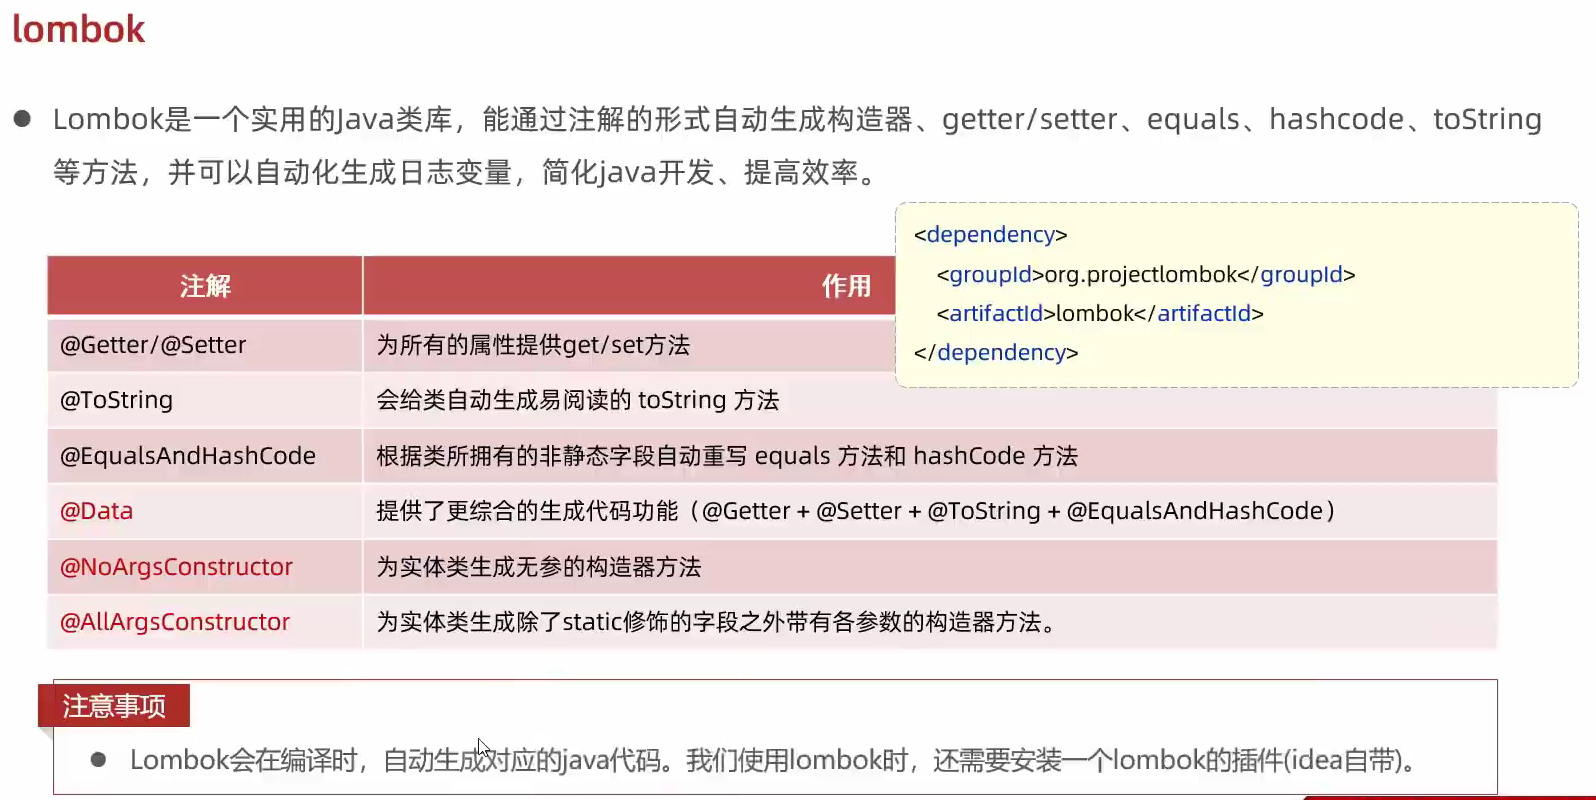 lombok
● Lombok是一个实用的Java类库，能通过注解的形式自动生成构造器、getter/setter、equals、hashcode、toString
等方法，并可以自动化生成日志变量，简化java开发、提高效率。
<dependency>
<groupId>org.projectlombok</groupId>
<artifactId>lombok</artifactId>
</dependency>
注解 作用
@Getter/@Setter 为所有的属性提供get/set方法
@ToString 会给类自动生成易阅读的 toString 方法
@EqualsAndHashCode 根据类所拥有的非静态字段自动重写 equals 方法和 hashCode 方法
@Data 提供了更综合的生成代码功能（@Getter + @Setter + @ToString + @EqualsAndHashCode）
@NoArgsConstructor 为实体类生成无参的构造器方法
@AllArgsConstructor 为实体类生成除了static修饰的字段之外带有各参数的构造器方法。
注意事项
● Lombok会在编译时，自动生成对应的java代码。我们使用lombok时，还需要安装一个lombok的插件(idea自带)。